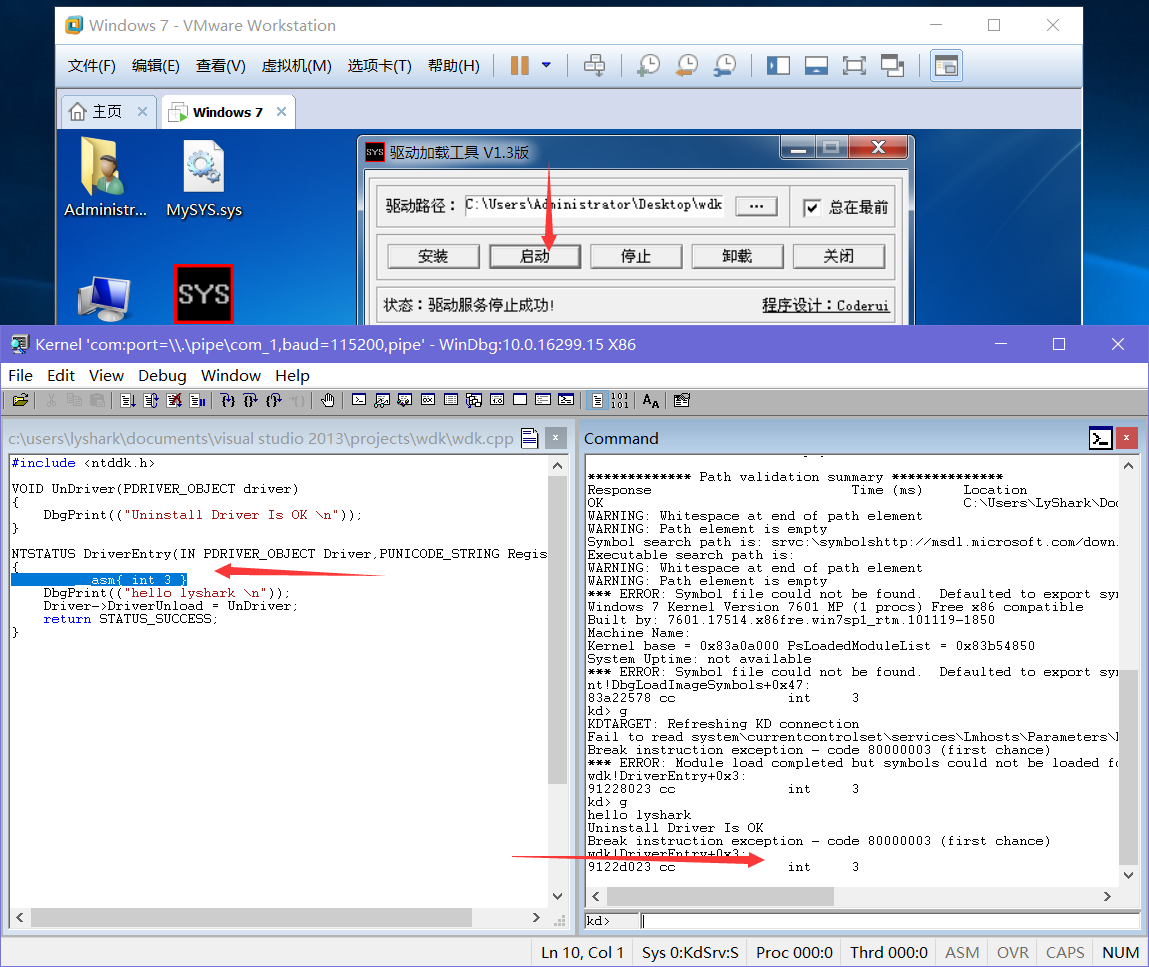 Windows 7 - VMware Workstation
文件(F) 编辑(E) 查看(V) 虚拟机(M) 选项卡(T) 帮助(H)
主页 Windows 7
驱动加载工具 V1.3版
Administr... MySYS.sys
驱动路径： C:\Users\Administrator\Desktop\wdk ... 总在最前
安装 启动 停止 卸载 关闭
SYS
状态：驱动服务停止成功! 程序设计：Coderui
Kernel 'com:port=\\.\pipe\com_1,baud=115200,pipe' - WinDbg:10.0.16299.15 X86
File Edit View Debug Window Help
c:\users\lyshark\documents\visual studio 2013\projects\wdk\wdk.cpp
#include <ntddk.h>
VOID UnDriver(PDRIVER_OBJECT driver)
{
DbgPrint(("Uninstall Driver Is OK \n"));
}
NTSTATUS DriverEntry(IN PDRIVER_OBJECT Driver,PUNICODE_STRING Regis
{
__asm{ int 3 }
DbgPrint(("hello lyshark \n"));
Driver->DriverUnload = UnDriver;
return STATUS_SUCCESS;
}
Command
************* Path validation summary **************
Response Time (ms) Location
OK C:\Users\LyShark\Doc
WARNING: Whitespace at end of path element
WARNING: Path element is empty
Symbol search path is: srvc:\symbolshttp://msdl.microsoft.com/down.
Executable search path is:
WARNING: Whitespace at end of path element
WARNING: Path element is empty
*** ERROR: Symbol file could not be found.  Defaulted to export sym
Windows 7 Kernel Version 7601 MP (1 procs) Free x86 compatible
Built by: 7601.17514.x86fre.win7sp1_rtm.101119-1850
Machine Name:
Kernel base = 0x83a0a000 PsLoadedModuleList = 0x83b54850
System Uptime: not available
*** ERROR: Symbol file could not be found.  Defaulted to export sym
nt!DbgLoadImageSymbols+0x47:
83a22578 cc int 3
kd> g
KDTARGET: Refreshing KD connection
Fail to read system\currentcontrolset\services\Lmhosts\Parameters\
Break instruction exception - code 80000003 (first chance)
*** ERROR: Module load completed but symbols could not be loaded fo
wdk!DriverEntry+0x3:
91228023 cc int 3
kd> g
hello lyshark
Uninstall Driver Is OK
Break instruction exception - code 80000003 (first chance)
wdk!DriverEntry+0x3:
9122d023 cc int 3
kd>
Ln 10, Col 1 Sys 0:KdSrv:S Proc 000:0 Thrd 000:0 ASM OVR CAPS NUM